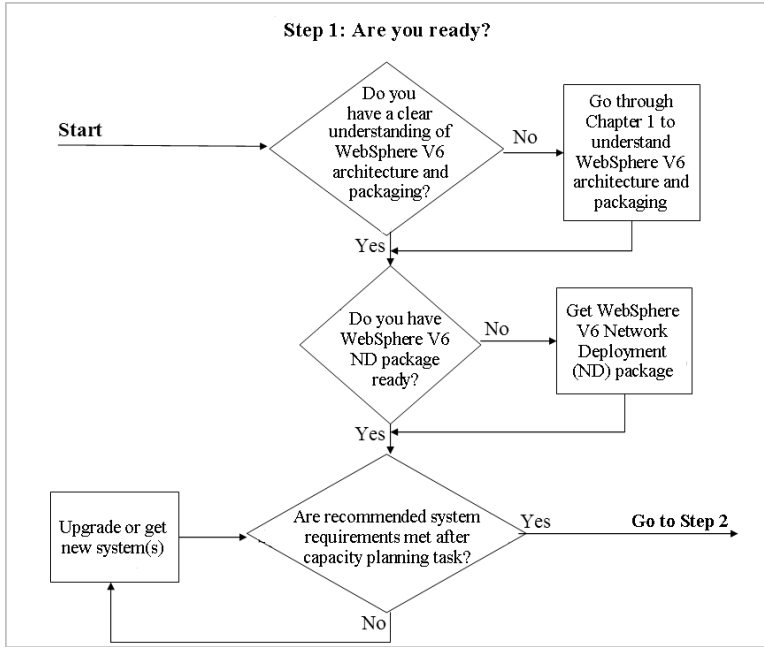 Step 1: Are you ready?
Start
Do you
have a clear
understanding of
WebSphere V6
architecture and
packaging?
No
Go through
Chapter 1 to
understand
WebSphere V6
architecture and
packaging
Yes
Do you have
WebSphere V6
ND package
ready?
No
Get WebSphere
V6 Network
Deployment
(ND) package
Yes
Upgrade or get
new system(s)
Are recommended system
requirements met after
capacity planning task?
Yes
Go to Step 2
No